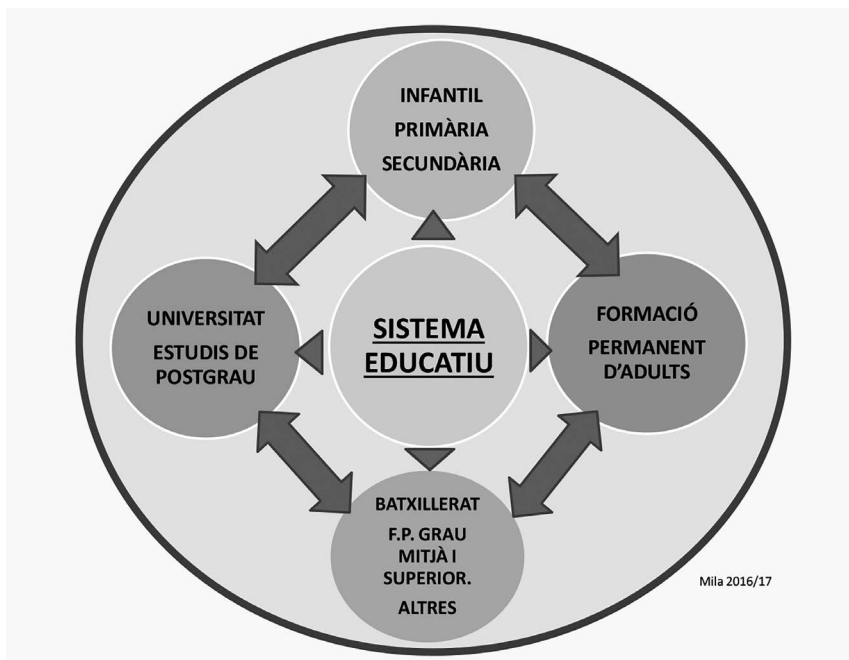 INFANTIL
PRIMÀRIA
SECUNDÀRIA
UNIVERSITAT
ESTUDIS DE
POSTGRAU
SISTEMA
EDUCATIU
FORMACIÓ
PERMANENT
D’ADULTS
BATXILLERAT
F.P. GRAU
MITJÀ I
SUPERIOR.
ALTRES
Mila 2016/17